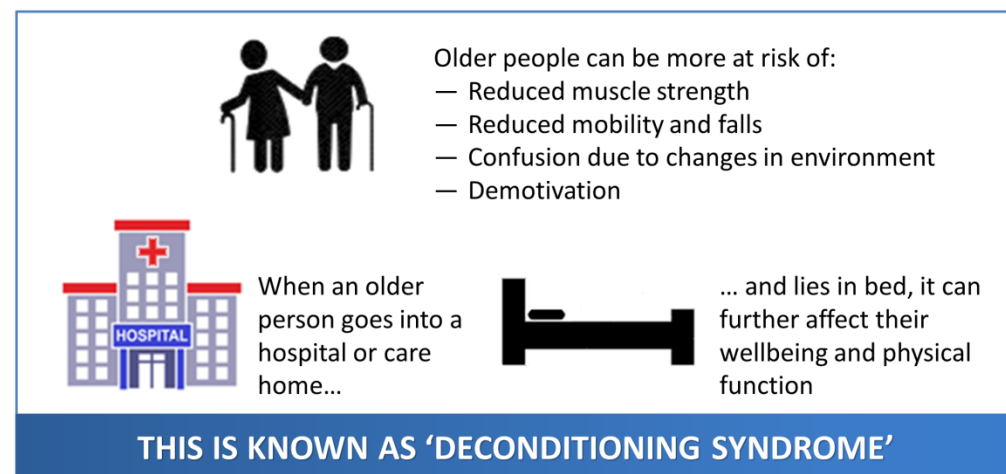 Older people can be more at risk of:
— Reduced muscle strength
— Reduced mobility and falls
— Confusion due to changes in environment
— Demotivation
HOSPITAL
When an older
person goes into a
hospital or care
home…
… and lies in bed, it can
further affect their
wellbeing and physical
function
THIS IS KNOWN AS ‘DECONDITIONING SYNDROME’